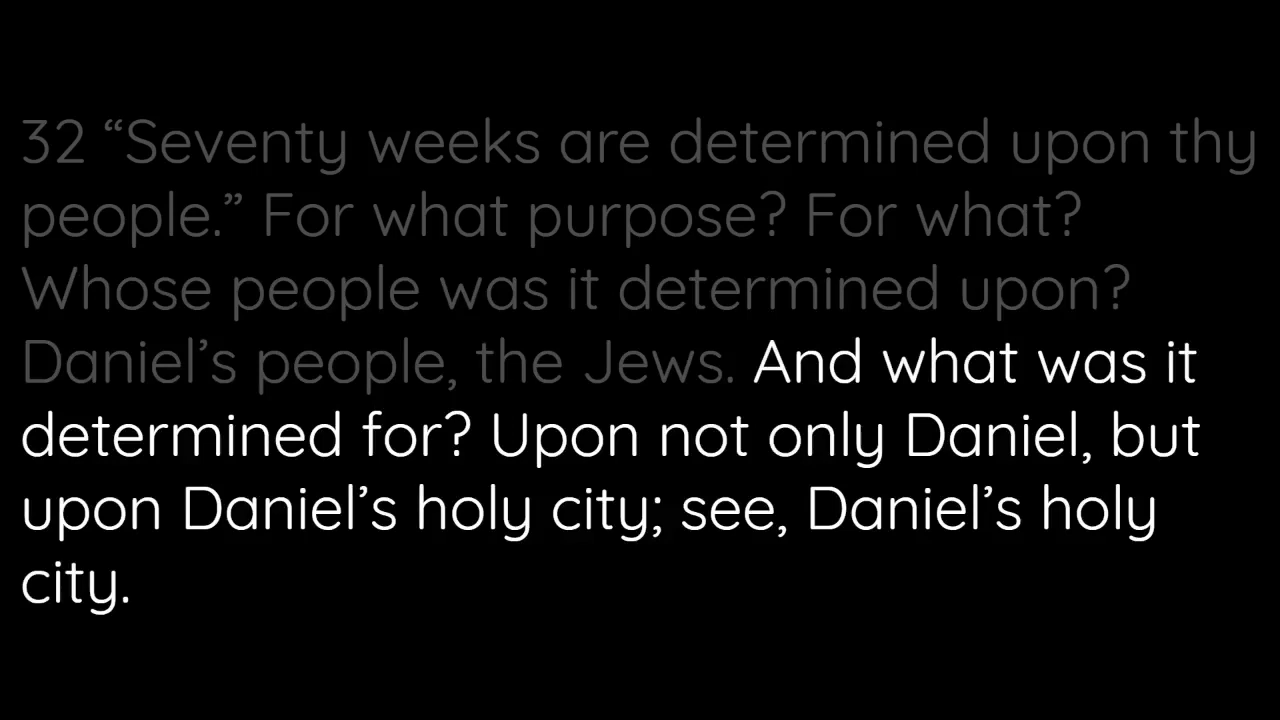 32 “Seventy weeks are determined upon thy
people.” For what purpose? For what?
Whose people was it determined upon?
Daniel’s people, the Jews. And what was it
determined for? Upon not only Daniel, but
upon Daniel’s holy city; see, Daniel’s holy
city.